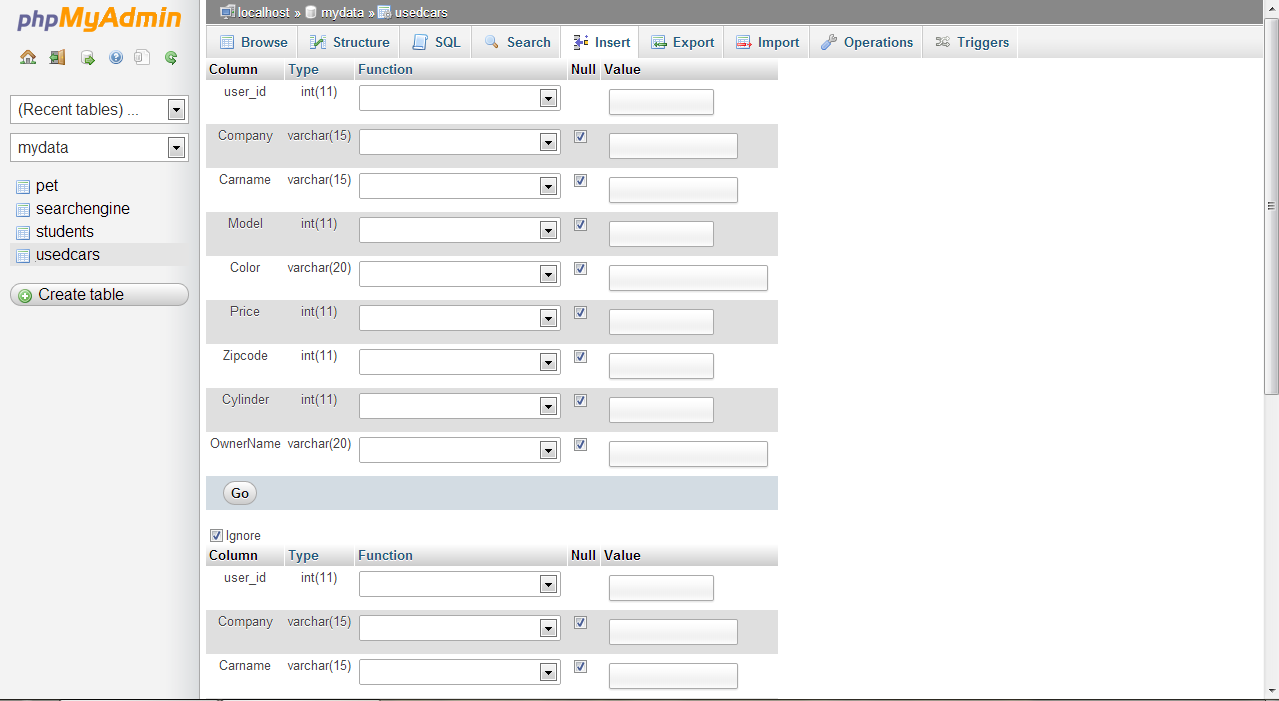 phpMyAdmin
(Recent tables) ...
mydata
pet
searchengine
students
usedcars
Create table
localhost » mydata » usedcars
Browse Structure SQL Search Insert Export Import Operations Triggers
Column Type Function Null Value
user_id int(11)
Company varchar(15)
Carname varchar(15)
Model int(11)
Color varchar(20)
Price int(11)
Zipcode int(11)
Cylinder int(11)
OwnerName varchar(20)
Go
Ignore
Column Type Function Null Value
user_id int(11)
Company varchar(15)
Carname varchar(15)